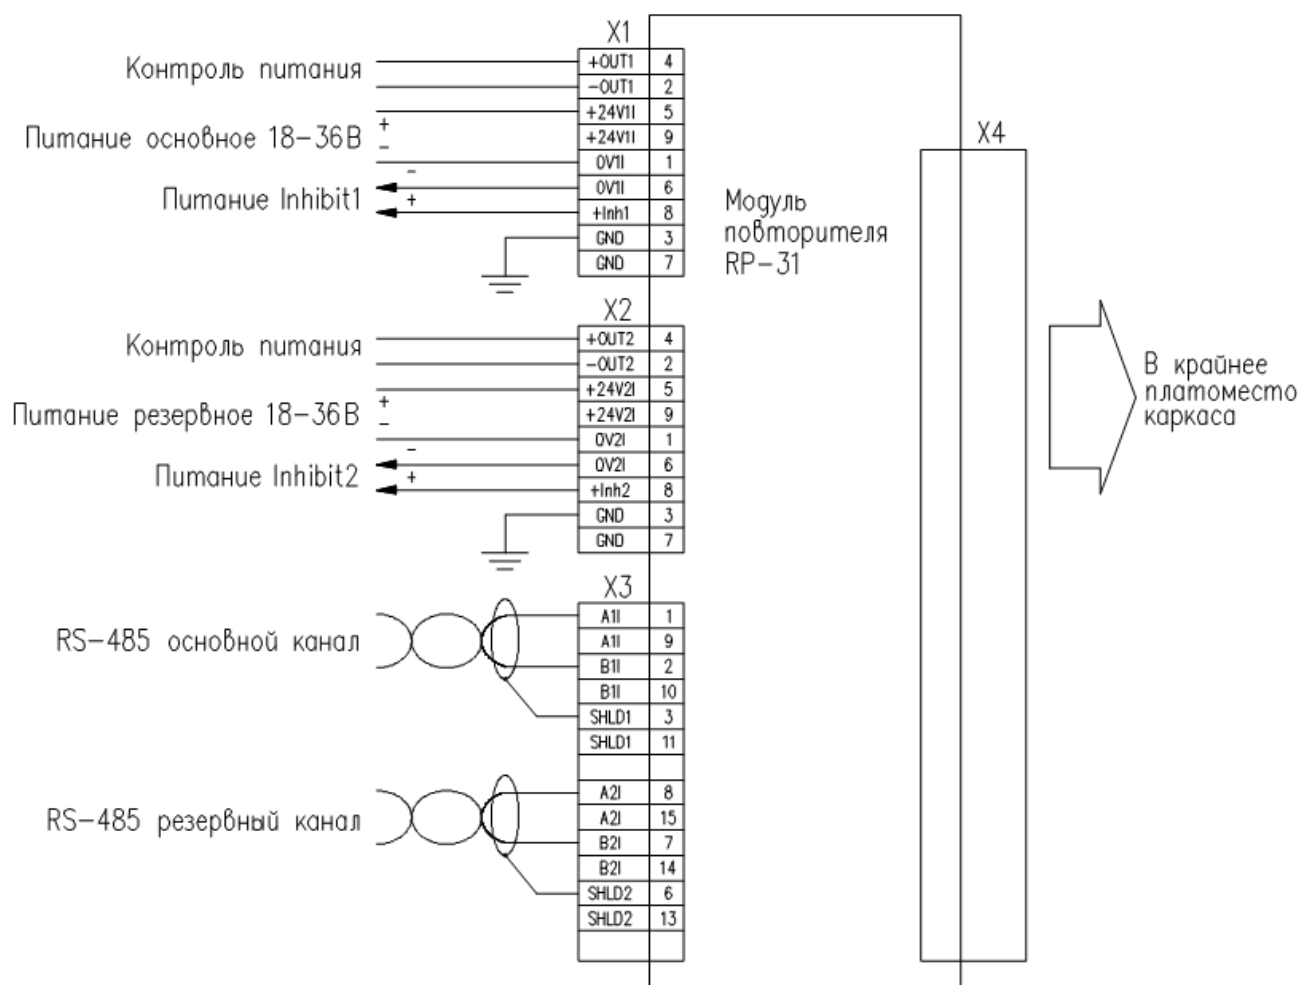 X1
Контроль питания
+OUT1 4
-OUT1 2
Питание основное 18-36В
+
-
+24V1I 5
+24V1I 9
0V1I 1
Питание Inhibit1
-
+
0V1I 6
+Inh1 8
GND 3
GND 7
X2
Контроль питания
+OUT2 4
-OUT2 2
Питание резервное 18-36В
+
-
+24V2I 5
+24V2I 9
0V2I 1
Питание Inhibit2
-
+
0V2I 6
+Inh2 8
GND 3
GND 7
X3
RS-485 основной канал
A1I 1
A1I 9
B1I 2
B1I 10
SHLD1 3
SHLD1 11
RS-485 резервный канал
A2I 8
A2I 15
B2I 7
B2I 14
SHLD2 6
SHLD2 13
Модуль
повторителя
RP-31
X4
В крайнее
платоместо
каркаса